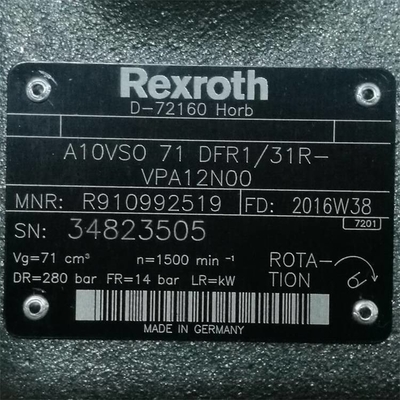 Rexroth
D-72160 Horb
A10VSO 71 DFR1/31R-
VPA12N00
MNR: R910992519 FD: 2016W38
7201
SN: 34823505
Vg=71 cm³ n=1500 min⁻¹ ROTA-
DR=280 bar FR=14 bar LR=kW TION
MADE IN GERMANY